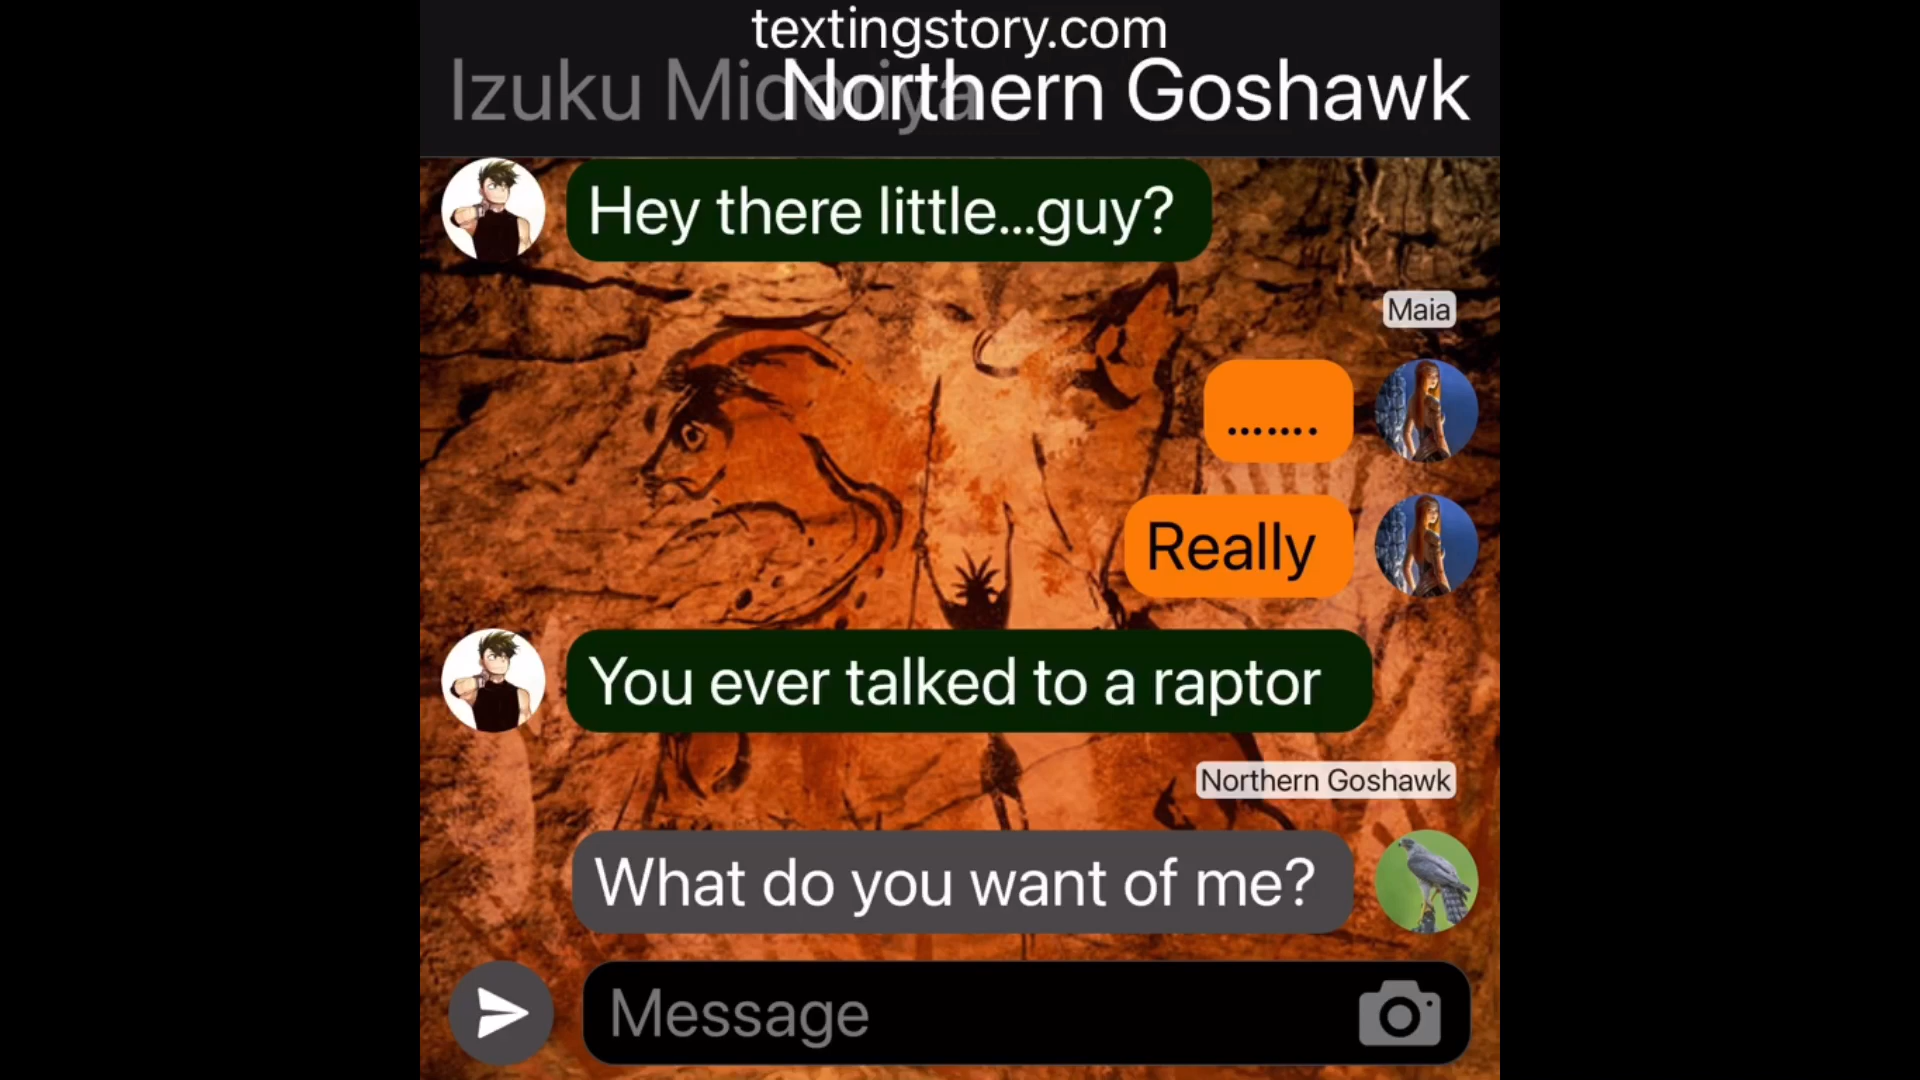 textingstory.com
Izuku Midoriya
Northern Goshawk
Hey there little...guy?
Maia
.......
Really
You ever talked to a raptor
Northern Goshawk
What do you want of me?
Message